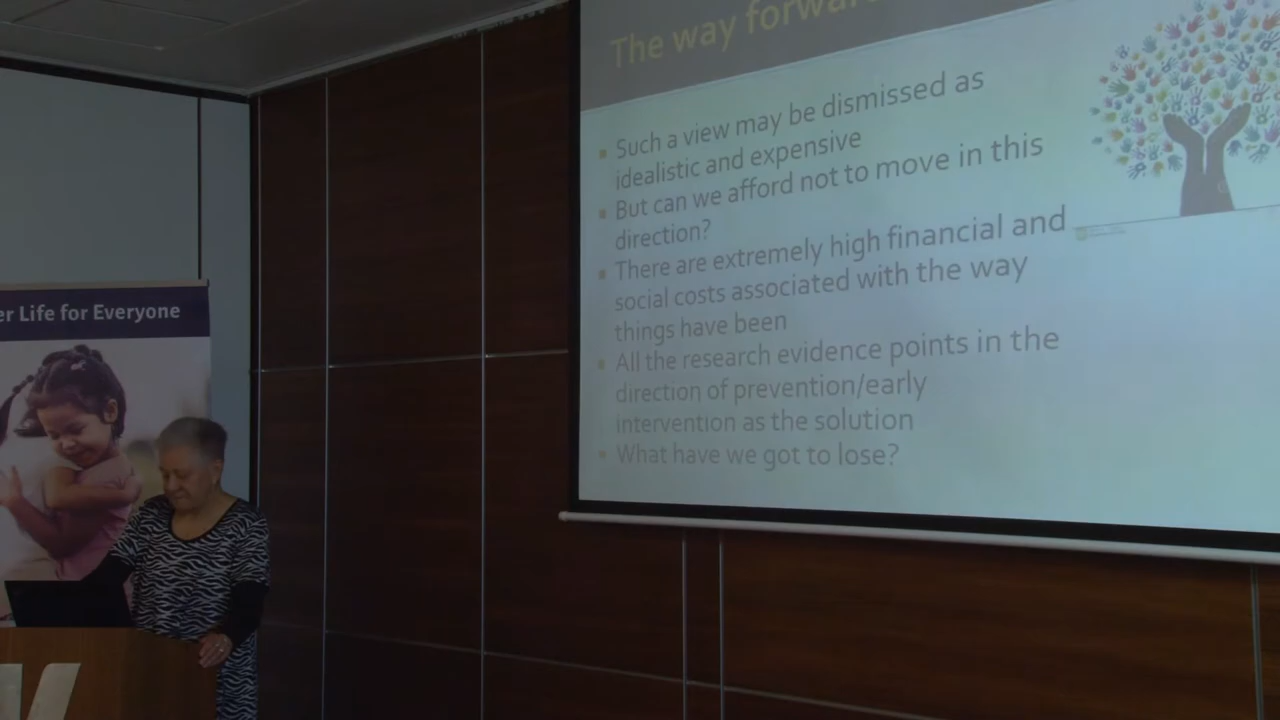 The way forward
Such a view may be dismissed as
idealistic and expensive
But can we afford not to move in this
direction?
There are extremely high financial and
social costs associated with the way
things have been
All the research evidence points in the
direction of prevention/early
intervention as the solution
What have we got to lose?
er Life for Everyone